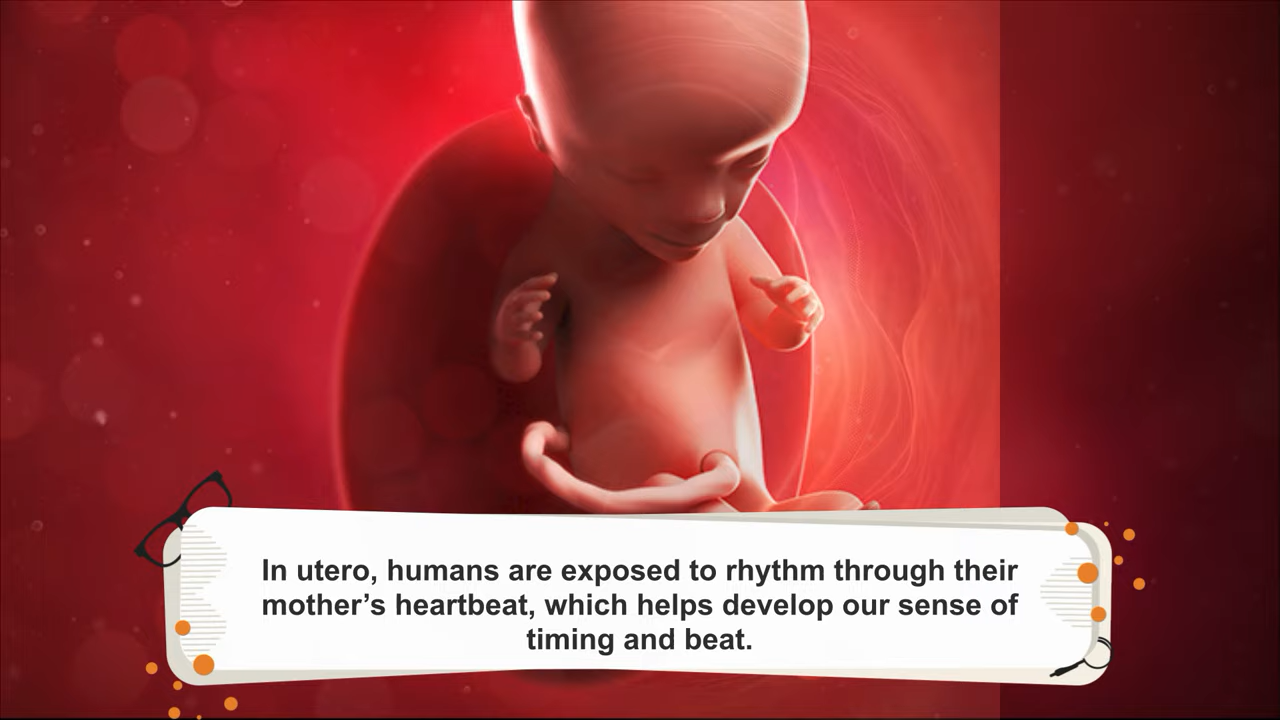 In utero, humans are exposed to rhythm through their
mother’s heartbeat, which helps develop our sense of
timing and beat.